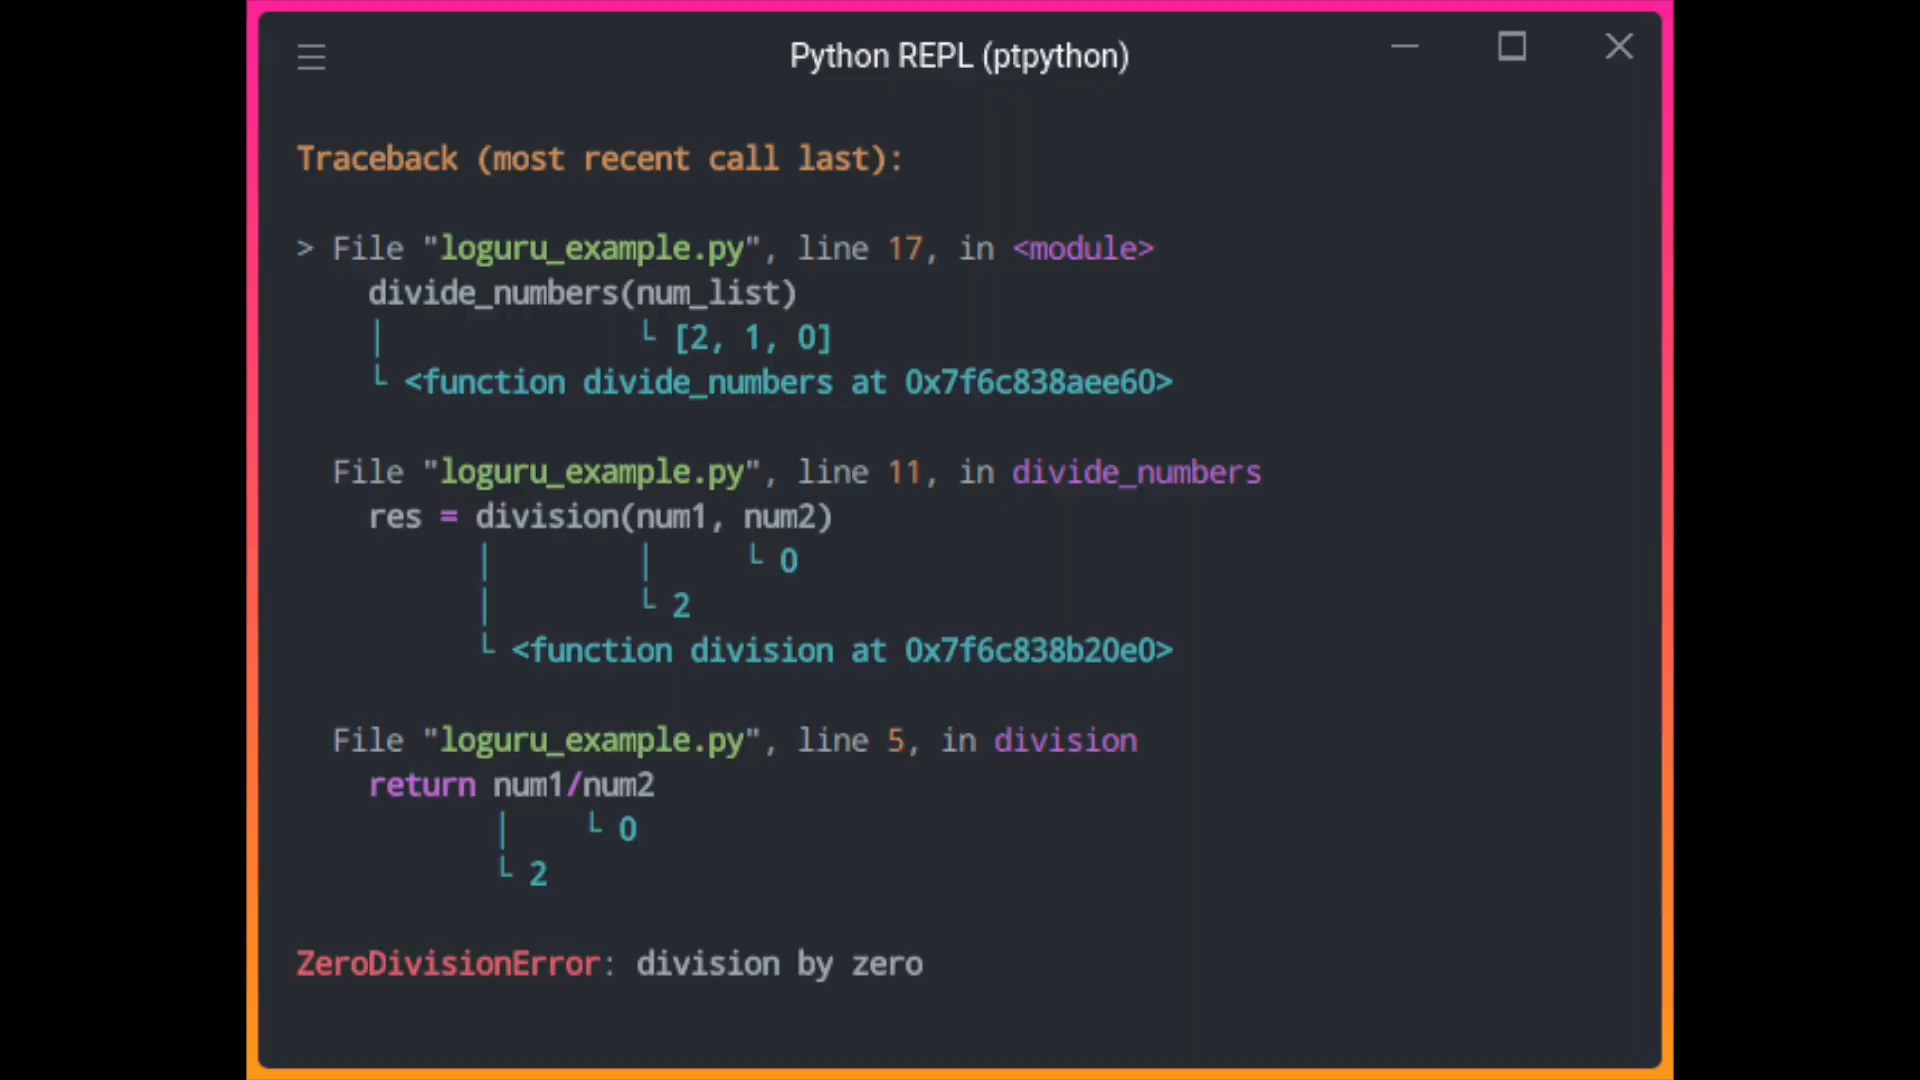 Python REPL (ptpython)
Traceback (most recent call last):
> File "loguru_example.py", line 17, in <module>
divide_numbers(num_list)
│ └ [2, 1, 0]
└ <function divide_numbers at 0x7f6c838aee60>
File "loguru_example.py", line 11, in divide_numbers
res = division(num1, num2)
│ │ └ 0
│ └ 2
└ <function division at 0x7f6c838b20e0>
File "loguru_example.py", line 5, in division
return num1/num2
│ └ 0
└ 2
ZeroDivisionError: division by zero